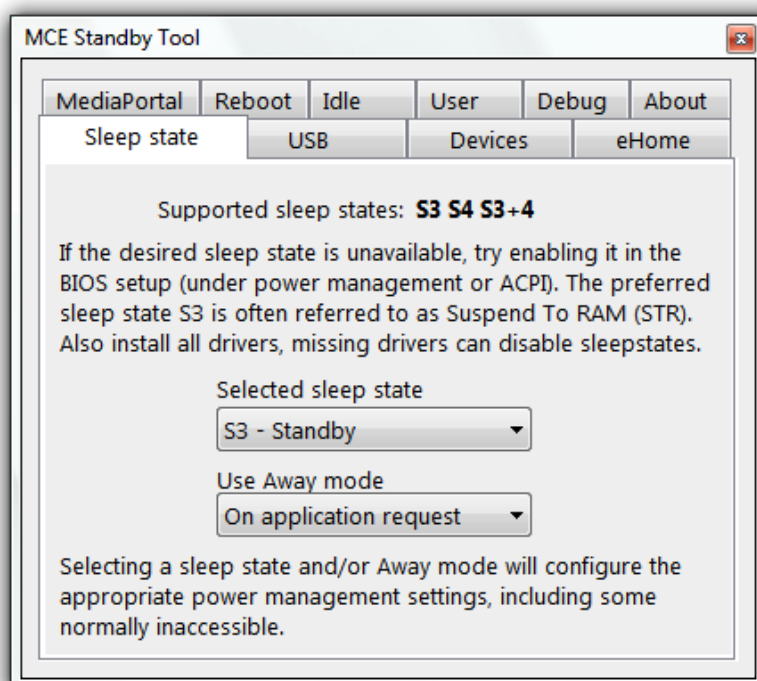 MCE Standby Tool
MediaPortal Reboot Idle User Debug About
Sleep state USB Devices eHome
Supported sleep states: S3 S4 S3+4
If the desired sleep state is unavailable, try enabling it in the
BIOS setup (under power management or ACPI). The preferred
sleep state S3 is often referred to as Suspend To RAM (STR).
Also install all drivers, missing drivers can disable sleepstates.
Selected sleep state
S3 - Standby
Use Away mode
On application request
Selecting a sleep state and/or Away mode will configure the
appropriate power management settings, including some
normally inaccessible.